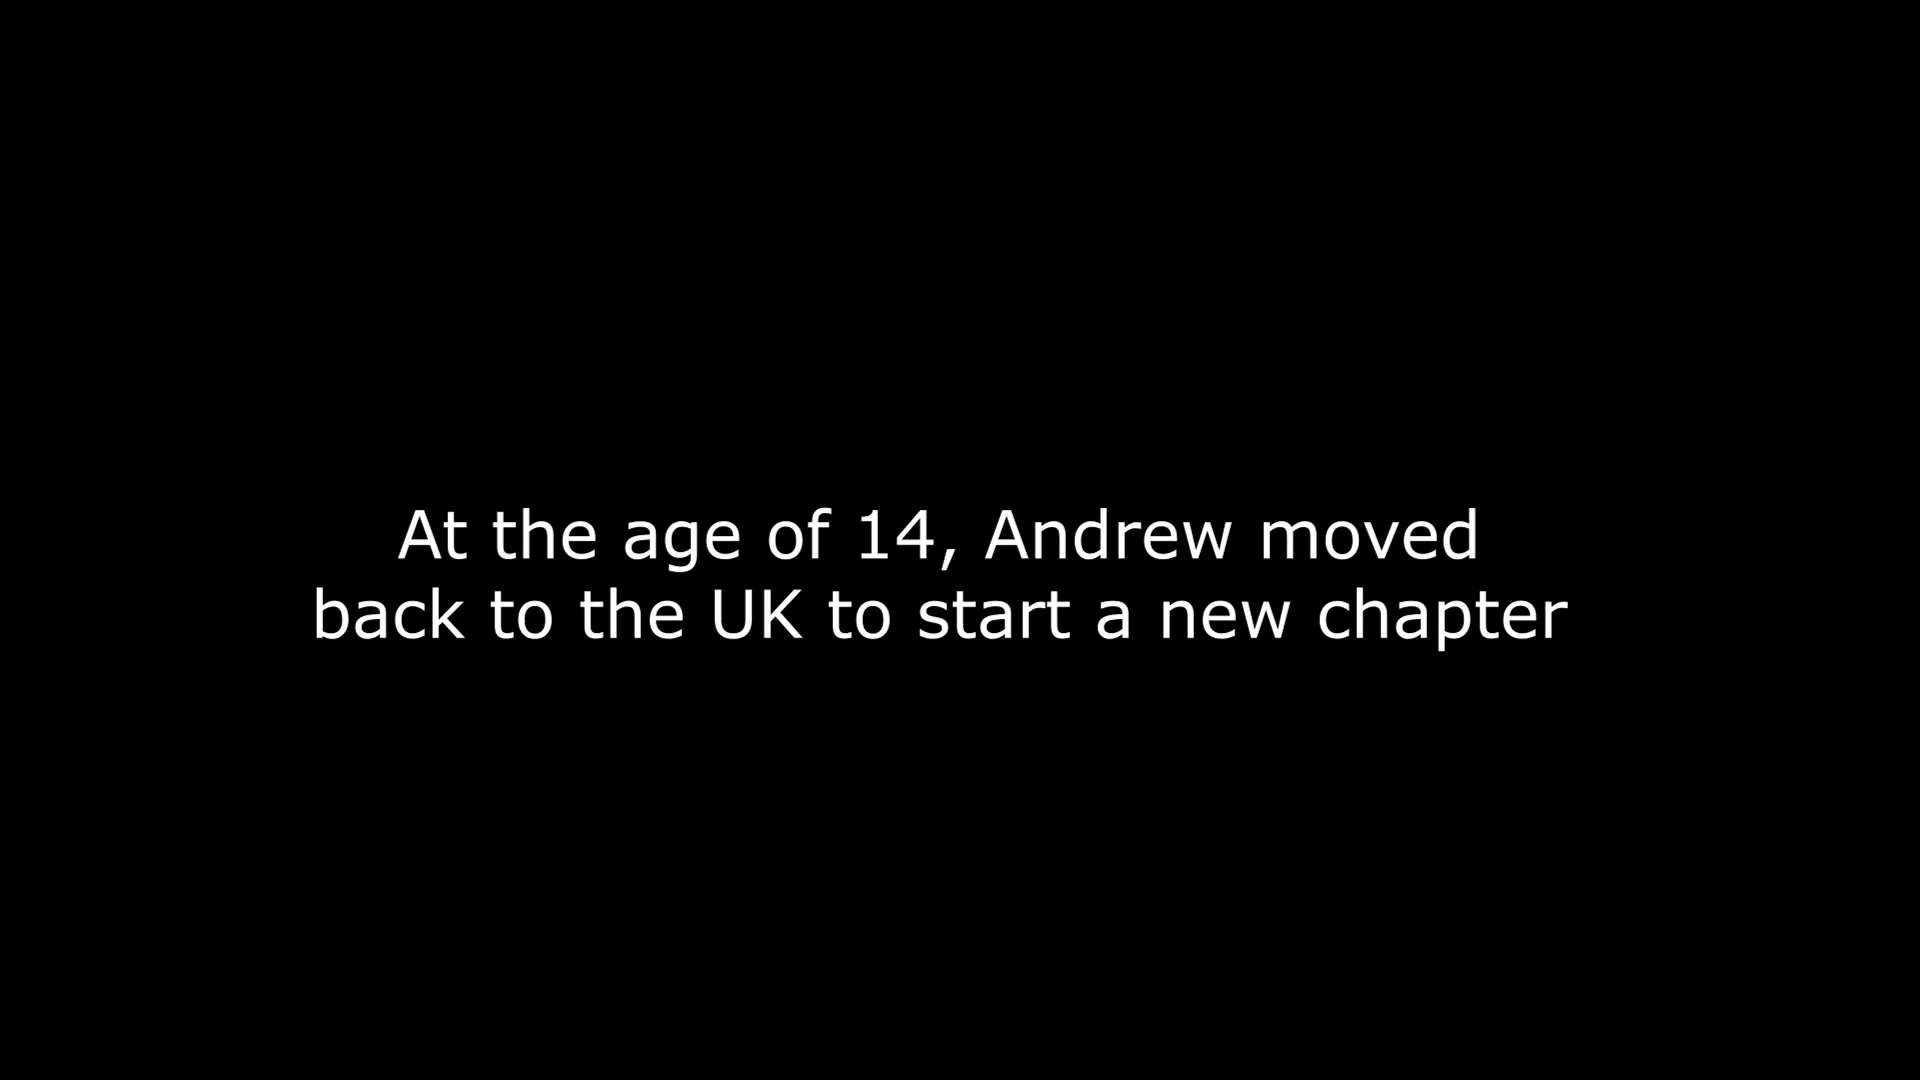 At the age of 14, Andrew moved
back to the UK to start a new chapter